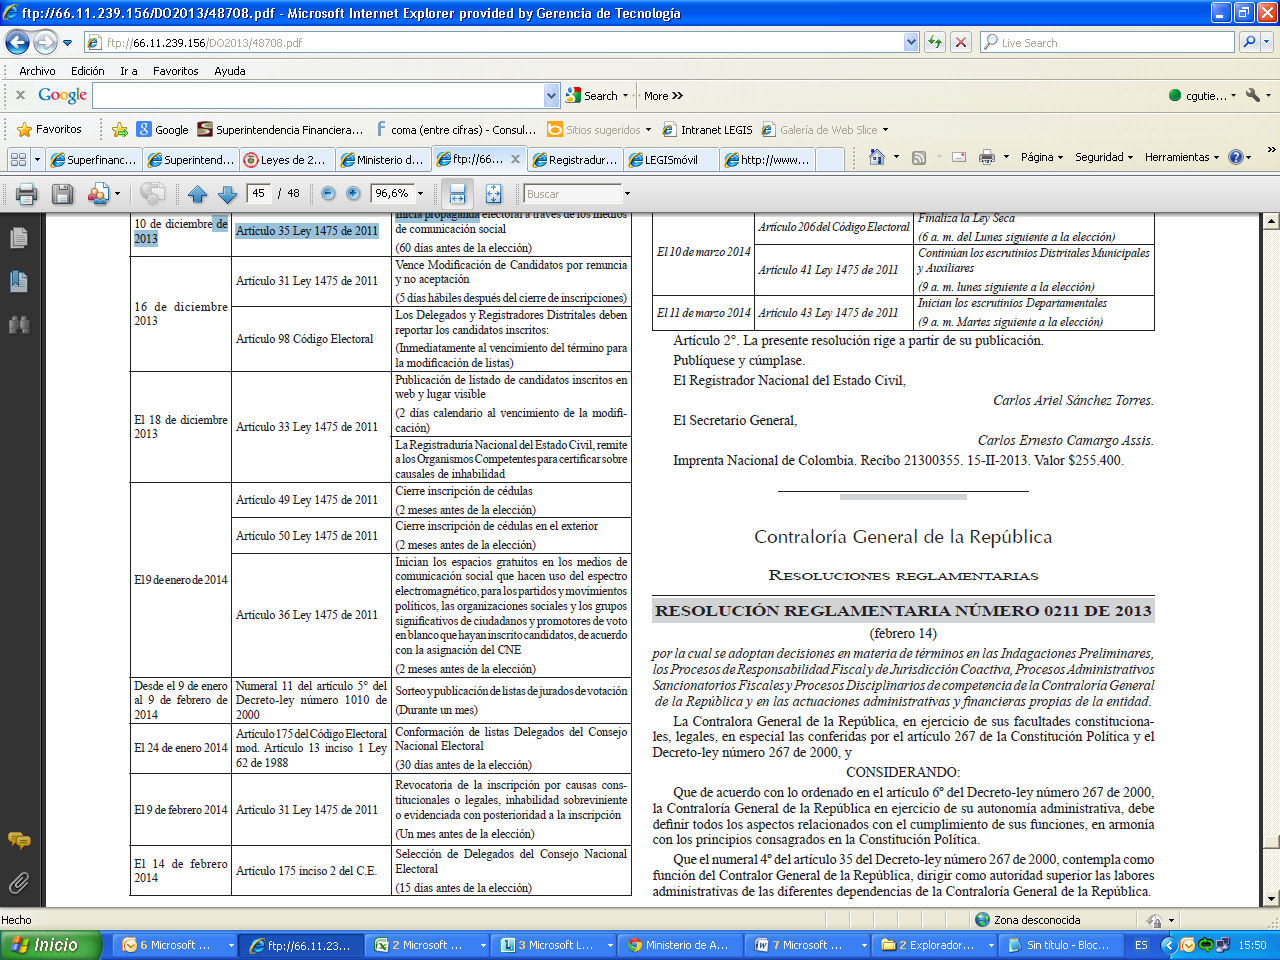 ftp://66.11.239.156/DO2013/48708.pdf - Microsoft Internet Explorer provided by Gerencia de Tecnología
ftp://66.11.239.156/DO2013/48708.pdf
Live Search
Archivo Edición Ir a Favoritos Ayuda
x Google Search More »
cgutie...
Favoritos Google Superintendencia Financiera... coma (entre cifras) - Consul... Sitios sugeridos Intranet LEGIS Galería de Web Slice
Superfinanc... Superintend... Leyes de 2... Ministerio d... ftp://66... Registradur... LEGISmóvil http://www... Página Seguridad Herramientas
45 / 48 96,6% Buscar
10 de diciembre de
2013
Artículo 35 Ley 1475 de 2011
Inicia propaganda electoral a través de los medios
de comunicación social
(60 días antes de la elección)
16 de diciembre
2013
Artículo 31 Ley 1475 de 2011
Vence Modificación de Candidatos por renuncia
y no aceptación
(5 días hábiles después del cierre de inscripciones)
Artículo 98 Código Electoral
Los Delegados y Registradores Distritales deben
reportar los candidatos inscritos:
(Inmediatamente al vencimiento del término para
la modificación de listas)
El 18 de diciembre
2013
Artículo 33 Ley 1475 de 2011
Publicación de listado de candidatos inscritos en
web y lugar visible
(2 días calendario al vencimiento de la modifi-
cación)
La Registraduría Nacional del Estado Civil, remite
a los Organismos Competentes para certificar sobre
causales de inhabilidad
El 9 de enero de 2014
Artículo 49 Ley 1475 de 2011
Cierre inscripción de cédulas
(2 meses antes de la elección)
Artículo 50 Ley 1475 de 2011
Cierre inscripción de cédulas en el exterior
(2 meses antes de la elección)
Artículo 36 Ley 1475 de 2011
Inician los espacios gratuitos en los medios de
comunicación social que hacen uso del espectro
electromagnético, para los partidos y movimientos
políticos, las organizaciones sociales y los grupos
significativos de ciudadanos y promotores de voto
en blanco que hayan inscrito candidatos, de acuerdo
con la asignación del CNE
(2 meses antes de la elección)
Desde el 9 de enero
al 9 de febrero de
2014
Numeral 11 del artículo 5º del
Decreto-ley número 1010 de
2000
Sorteo y publicación de listas de jurados de votación
(Durante un mes)
El 24 de enero 2014
Artículo 175 del Código Electoral
mod. Artículo 13 inciso 1 Ley
62 de 1988
Conformación de listas Delegados del Consejo
Nacional Electoral
(30 días antes de la elección)
El 9 de febrero 2014
Artículo 31 Ley 1475 de 2011
Revocatoria de la inscripción por causas cons-
titucionales o legales, inhabilidad sobreviniente
o evidenciada con posterioridad a la inscripción
(Un mes antes de la elección)
El 14 de febrero
2014
Artículo 175 inciso 2 del C.E.
Selección de Delegados del Consejo Nacional
Electoral
(15 días antes de la elección)
El 10 de marzo 2014
Artículo 206 del Código Electoral
Finaliza la Ley Seca
(6 a. m. del Lunes siguiente a la elección)
Artículo 41 Ley 1475 de 2011
Continúan los escrutinios Distritales Municipales
y Auxiliares
(9 a. m. lunes siguiente a la elección)
El 11 de marzo 2014
Artículo 43 Ley 1475 de 2011
Inician los escrutinios Departamentales
(9 a. m. Martes siguiente a la elección)
Artículo 2°. La presente resolución rige a partir de su publicación.
Publíquese y cúmplase.
El Registrador Nacional del Estado Civil,
Carlos Ariel Sánchez Torres.
El Secretario General,
Carlos Ernesto Camargo Assis.
Imprenta Nacional de Colombia. Recibo 21300355. 15-II-2013. Valor $255.400.
Contraloría General de la República
RESOLUCIONES REGLAMENTARIAS
RESOLUCIÓN REGLAMENTARIA NÚMERO 0211 DE 2013
(febrero 14)
por la cual se adoptan decisiones en materia de términos en las Indagaciones Preliminares,
los Procesos de Responsabilidad Fiscal y de Jurisdicción Coactiva, Procesos Administrativos
Sancionatorios Fiscales y Procesos Disciplinarios de competencia de la Contraloría General
de la República y en las actuaciones administrativas y financieras propias de la entidad.
La Contralora General de la República, en ejercicio de sus facultades constituciona-
les, legales, en especial las conferidas por el artículo 267 de la Constitución Política y el
Decreto-ley número 267 de 2000, y
CONSIDERANDO:
Que de acuerdo con lo ordenado en el artículo 6º del Decreto-ley número 267 de 2000,
la Contraloría General de la República en ejercicio de su autonomía administrativa, debe
definir todos los aspectos relacionados con el cumplimiento de sus funciones, en armonía
con los principios consagrados en la Constitución Política.
Que el numeral 4º del artículo 35 del Decreto-ley número 267 de 2000, contempla como
función del Contralor General de la República, dirigir como autoridad superior las labores
administrativas de las diferentes dependencias de la Contraloría General de la República.
Hecho Zona desconocida
Inicio 6 Microsoft ... ftp://66.11.23... 2 Microsoft ... 3 Microsoft L... Ministerio de A... 7 Microsoft ... 2 Explorador... Sin título - Bloc... ES 15:50